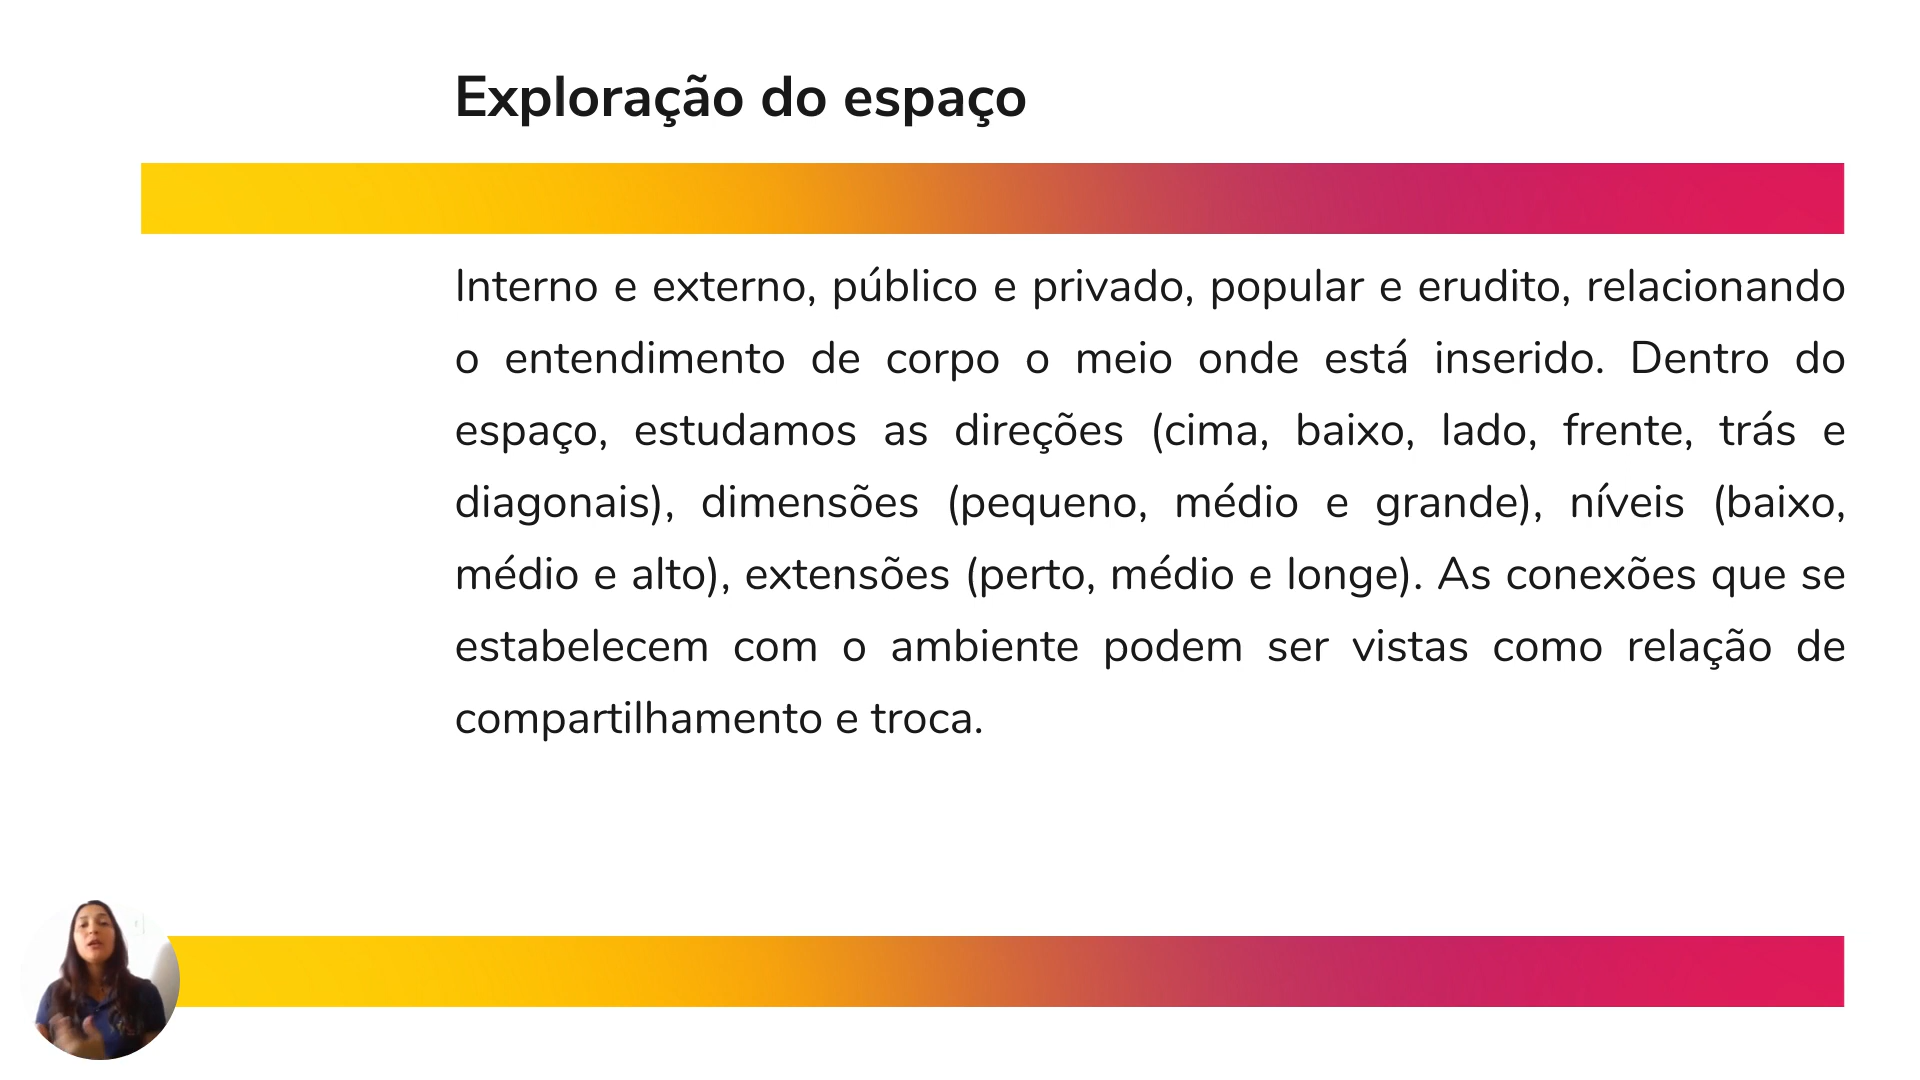 Exploração do espaço
Interno e externo, público e privado, popular e erudito, relacionando
o entendimento de corpo o meio onde está inserido. Dentro do
espaço, estudamos as direções (cima, baixo, lado, frente, trás e
diagonais), dimensões (pequeno, médio e grande), níveis (baixo,
médio e alto), extensões (perto, médio e longe). As conexões que se
estabelecem com o ambiente podem ser vistas como relação de
compartilhamento e troca.